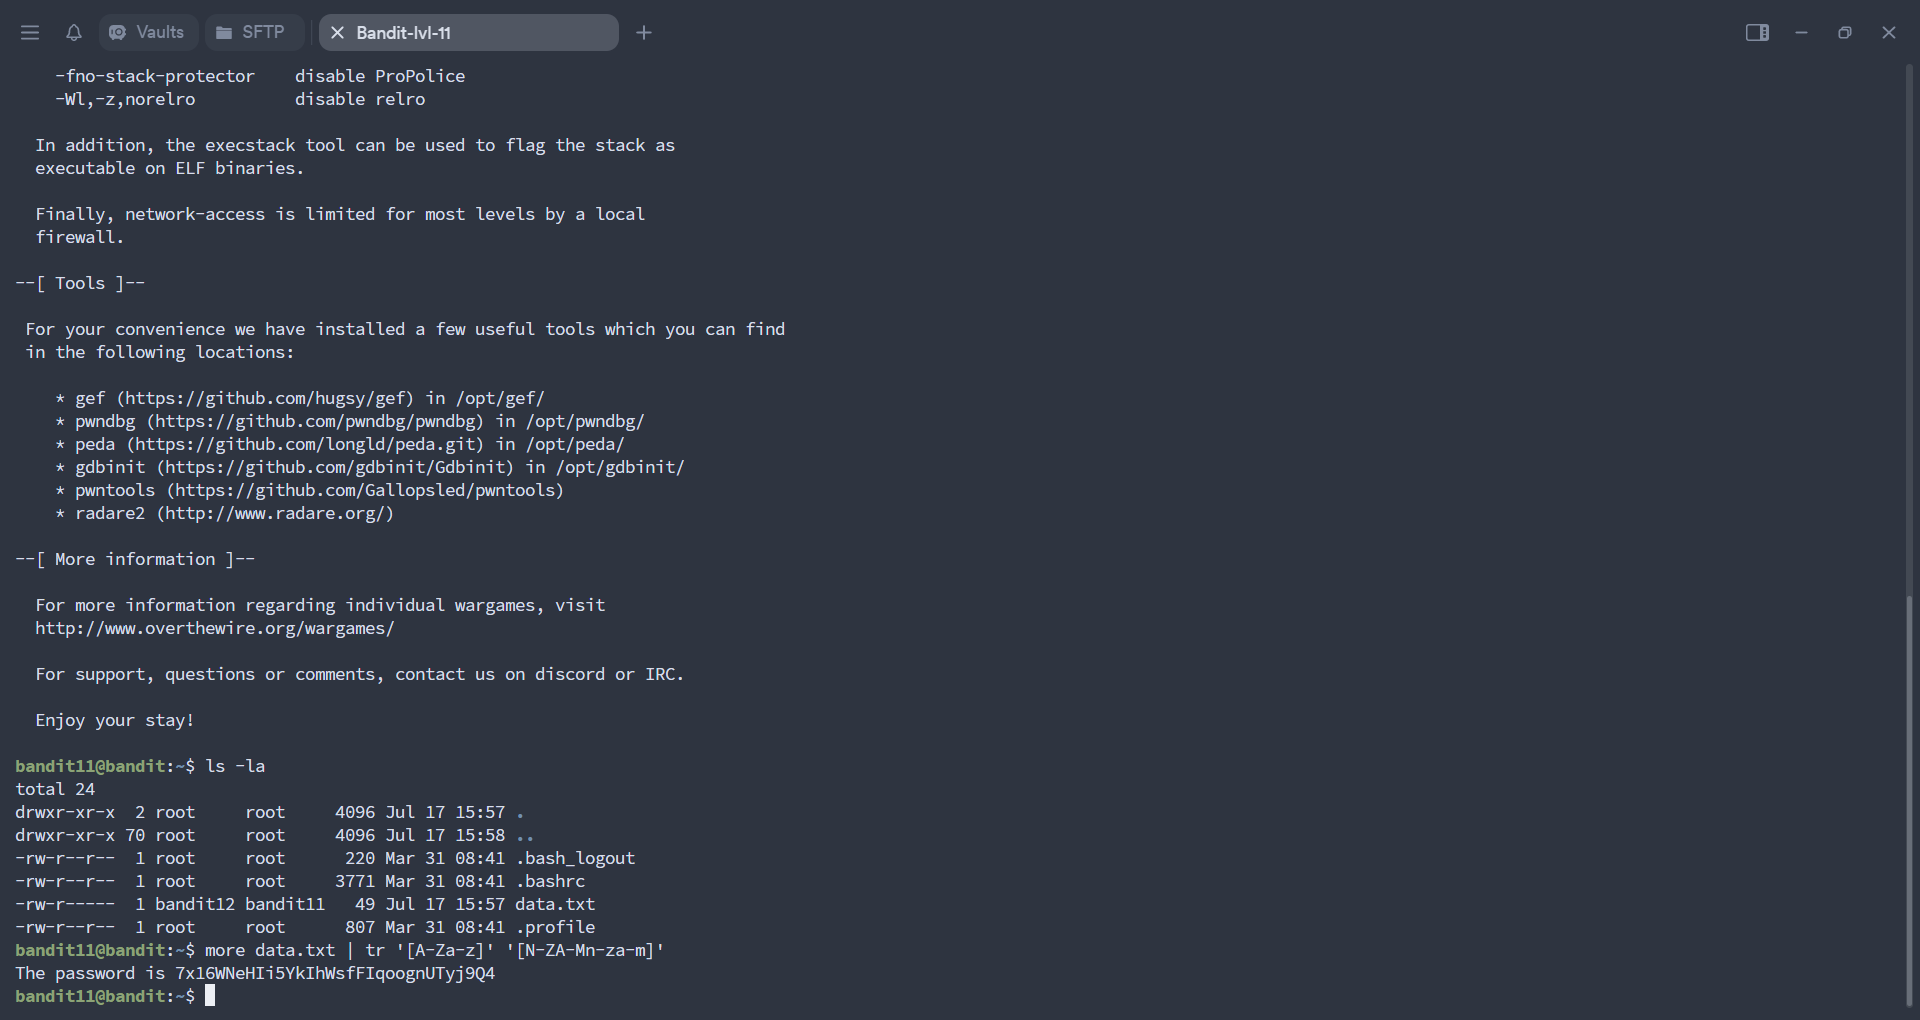 Vaults SFTP Bandit-lvl-11
-fno-stack-protector    disable ProPolice
-Wl,-z,norelro          disable relro
In addition, the execstack tool can be used to flag the stack as
executable on ELF binaries.
Finally, network-access is limited for most levels by a local
firewall.
--[ Tools ]--
For your convenience we have installed a few useful tools which you can find
in the following locations:
* gef (https://github.com/hugsy/gef) in /opt/gef/
* pwndbg (https://github.com/pwndbg/pwndbg) in /opt/pwndbg/
* peda (https://github.com/longld/peda.git) in /opt/peda/
* gdbinit (https://github.com/gdbinit/Gdbinit) in /opt/gdbinit/
* pwntools (https://github.com/Gallopsled/pwntools)
* radare2 (http://www.radare.org/)
--[ More information ]--
For more information regarding individual wargames, visit
http://www.overthewire.org/wargames/
For support, questions or comments, contact us on discord or IRC.
Enjoy your stay!
bandit11@bandit:~$ ls -la
total 24
drwxr-xr-x  2 root     root     4096 Jul 17 15:57 .
drwxr-xr-x 70 root     root     4096 Jul 17 15:58 ..
-rw-r--r--  1 root     root      220 Mar 31 08:41 .bash_logout
-rw-r--r--  1 root     root     3771 Mar 31 08:41 .bashrc
-rw-r-----  1 bandit12 bandit11   49 Jul 17 15:57 data.txt
-rw-r--r--  1 root     root      807 Mar 31 08:41 .profile
bandit11@bandit:~$ more data.txt | tr '[A-Za-z]' '[N-ZA-Mn-za-m]'
The password is 7x16WNeHIi5YkIhWsfFIqoognUTyj9Q4
bandit11@bandit:~$